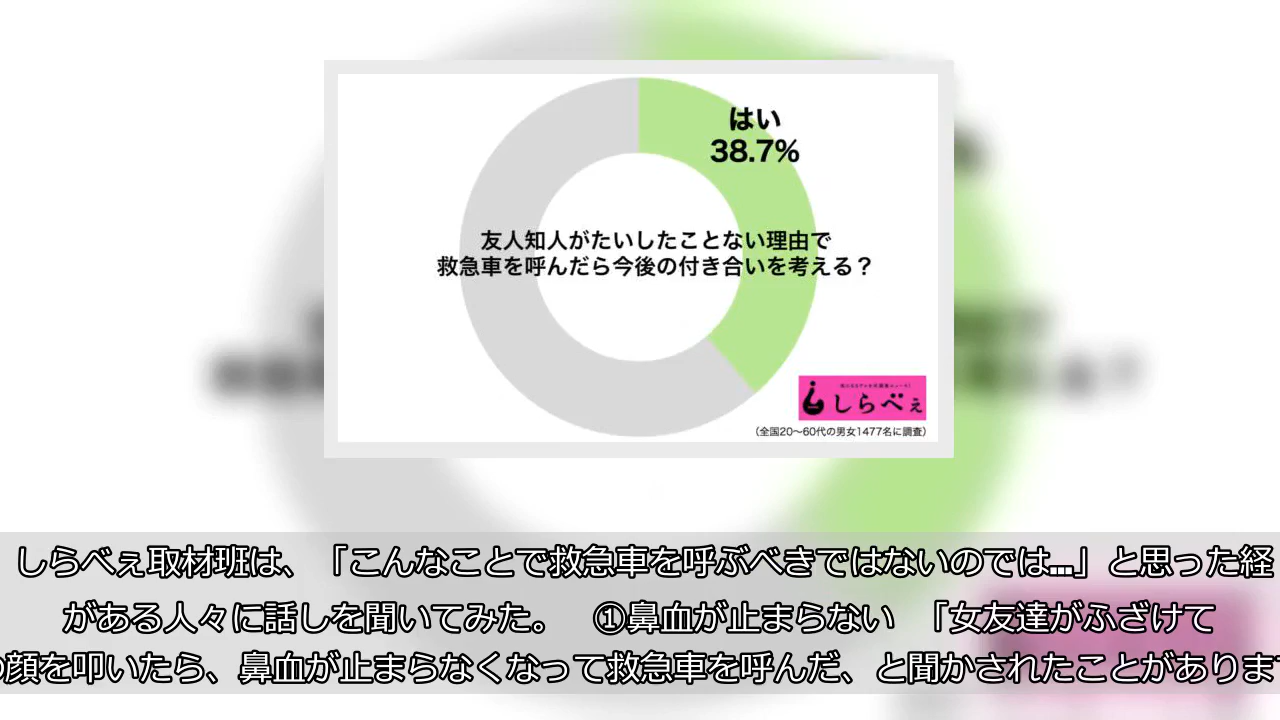 はい
38.7%
友人知人がたいしたことない理由で
救急車を呼んだら今後の付き合いを考える？
しらべぇ
（全国20〜60代の男女1477名に調査）
しらべぇ取材班は、「こんなことで救急車を呼ぶべきではないのでは...」と思った経
がある人々に話しを聞いてみた。　①鼻血が止まらない　「女友達がふざけて
の顔を叩いたら、鼻血が止まらなくなって救急車を呼んだ、と聞かされたことがありま